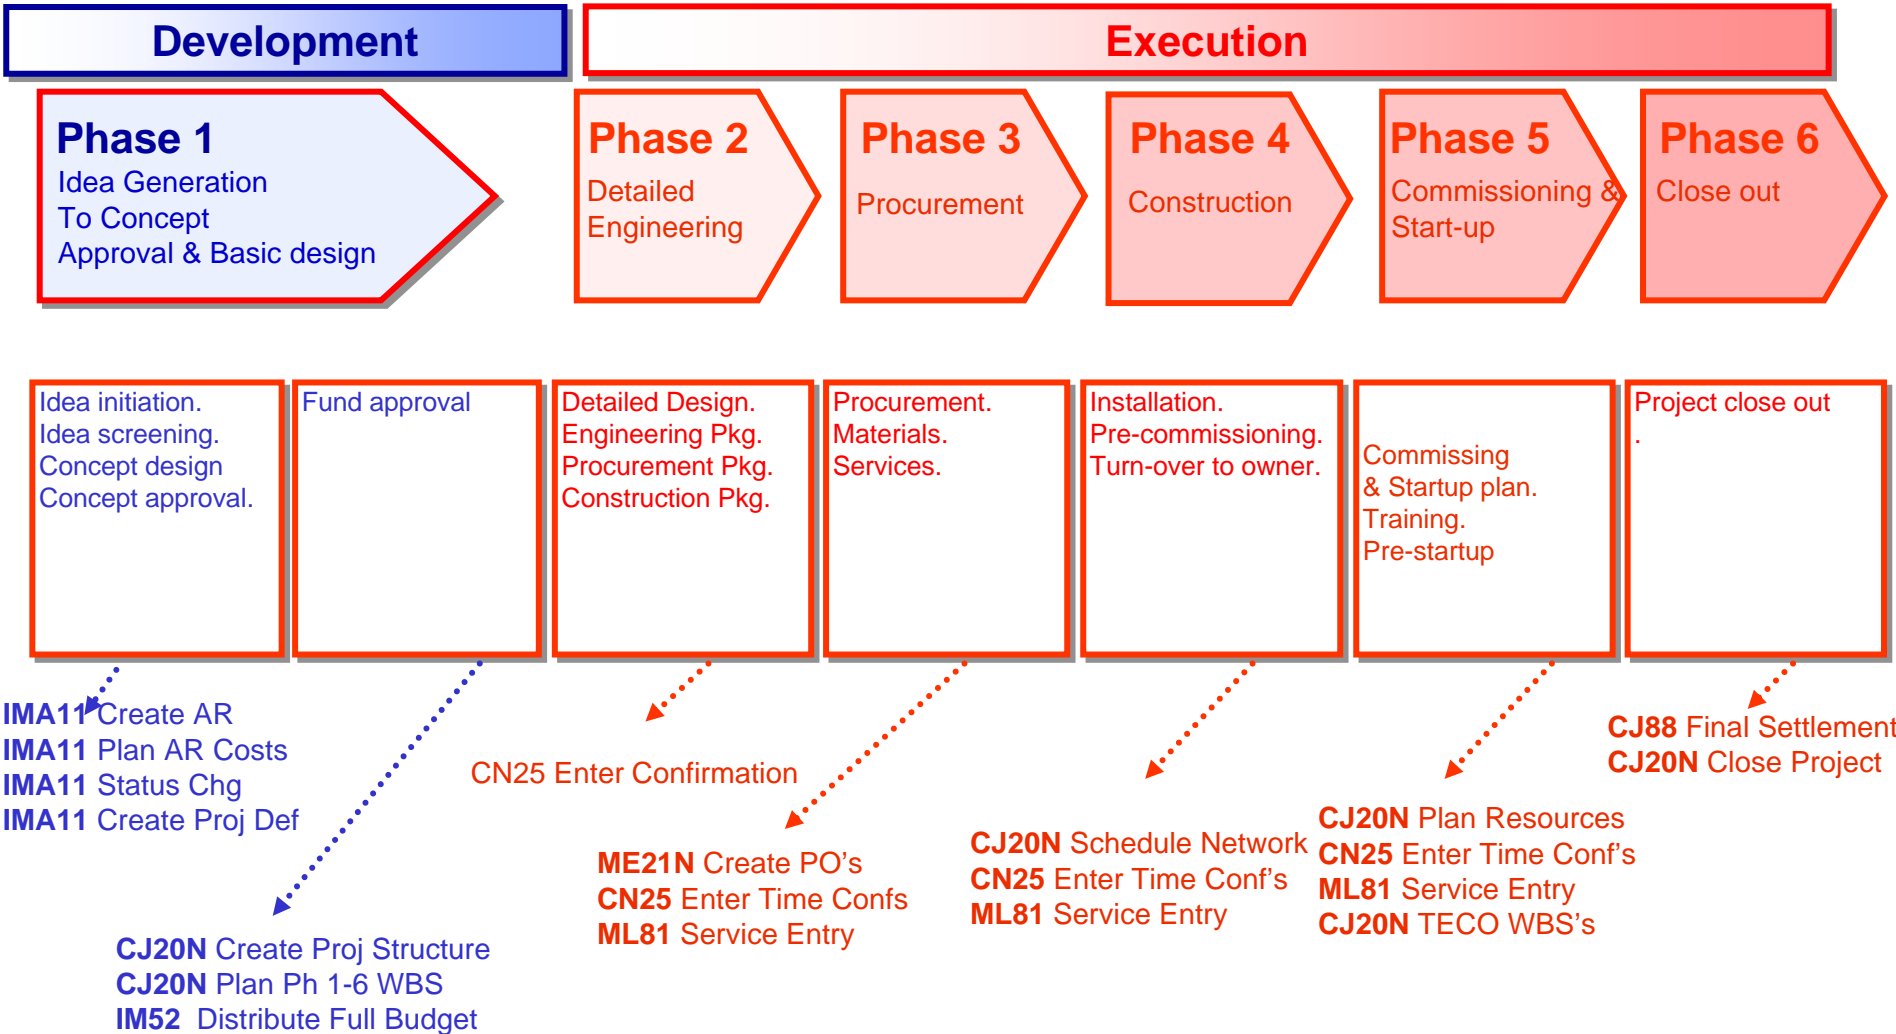 Development
Execution
Phase 1
Idea Generation
To Concept
Approval & Basic design
Phase 2
Detailed
Engineering
Phase 3
Procurement
Phase 4
Construction
Phase 5
Commissioning &
Start-up
Phase 6
Close out
Idea initiation.
Idea screening.
Concept design
Concept approval.
Fund approval
Detailed Design.
Engineering Pkg.
Procurement Pkg.
Construction Pkg.
Procurement.
Materials.
Services.
Installation.
Pre-commissioning.
Turn-over to owner.
Commissing
& Startup plan.
Training.
Pre-startup
Project close out
.
IMA11 Create AR
IMA11 Plan AR Costs
IMA11 Status Chg
IMA11 Create Proj Def
CJ20N Create Proj Structure
CJ20N Plan Ph 1-6 WBS
IM52 Distribute Full Budget
CN25 Enter Confirmation
ME21N Create PO’s
CN25 Enter Time Confs
ML81 Service Entry
CJ20N Schedule Network
CN25 Enter Time Conf’s
ML81 Service Entry
CJ20N Plan Resources
CN25 Enter Time Conf’s
ML81 Service Entry
CJ20N TECO WBS’s
CJ88 Final Settlement
CJ20N Close Project